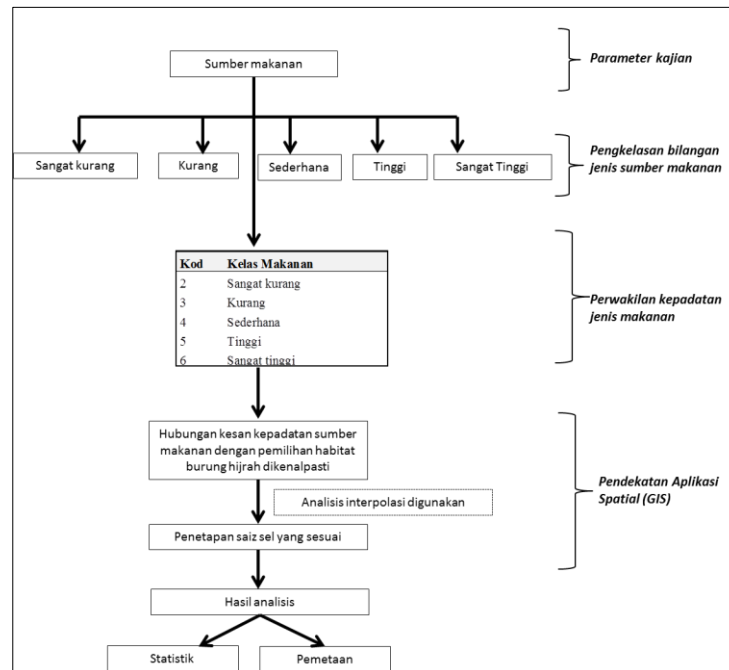 Sumber makanan
Parameter kajian
Sangat kurang
Kurang
Sederhana
Tinggi
Sangat Tinggi
Pengkelasan bilangan
jenis sumber makanan
Kod Kelas Makanan
2 Sangat kurang
3 Kurang
4 Sederhana
5 Tinggi
6 Sangat tinggi
Perwakilan kepadatan
jenis makanan
Hubungan kesan kepadatan sumber
makanan dengan pemilihan habitat
burung hijrah dikenalpasti
Analisis interpolasi digunakan
Penetapan saiz sel yang sesuai
Pendekatan Aplikasi
Spatial (GIS)
Hasil analisis
Statistik
Pemetaan